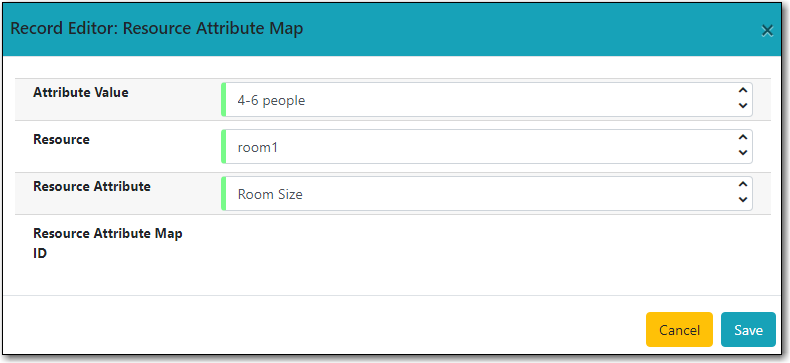 Record Editor: Resource Attribute Map
×
Attribute Value
4-6 people
Resource
room1
Resource Attribute
Room Size
Resource Attribute Map
ID
Cancel
Save